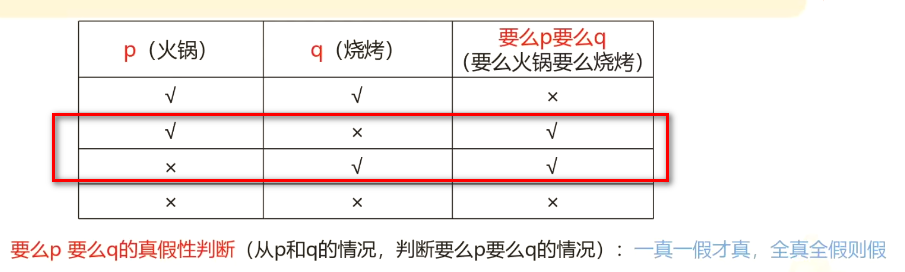 p（火锅） q（烧烤） 要么p要么q
（要么火锅要么烧烤）
√ √ ×
√ × √
× √ √
× × ×
要么p 要么q的真假性判断（从p和q的情况，判断要么p要么q的情况）：一真一假才真，全真全假则假